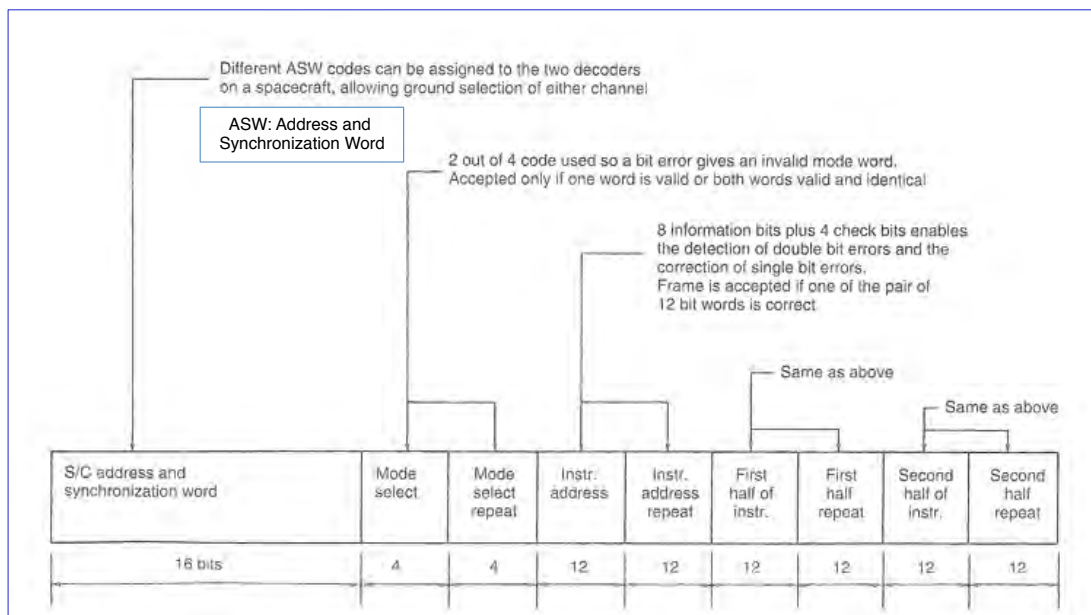 Different ASW codes can be assigned to the two decoders
on a spacecraft, allowing ground selection of either channel
ASW: Address and
Synchronization Word
2 out of 4 code used so a bit error gives an invalid mode word.
Accepted only if one word is valid or both words valid and identical
8 information bits plus 4 check bits enables
the detection of double bit errors and the
correction of single bit errors.
Frame is accepted if one of the pair of
12 bit words is correct
Same as above
Same as above
S/C address and
synchronization word
Mode
select
Mode
select
repeat
Instr.
address
Instr.
address
repeat
First
half of
instr.
First
half
repeat
Second
half of
instr.
Second
half
repeat
16 bits
4
4
12
12
12
12
12
12